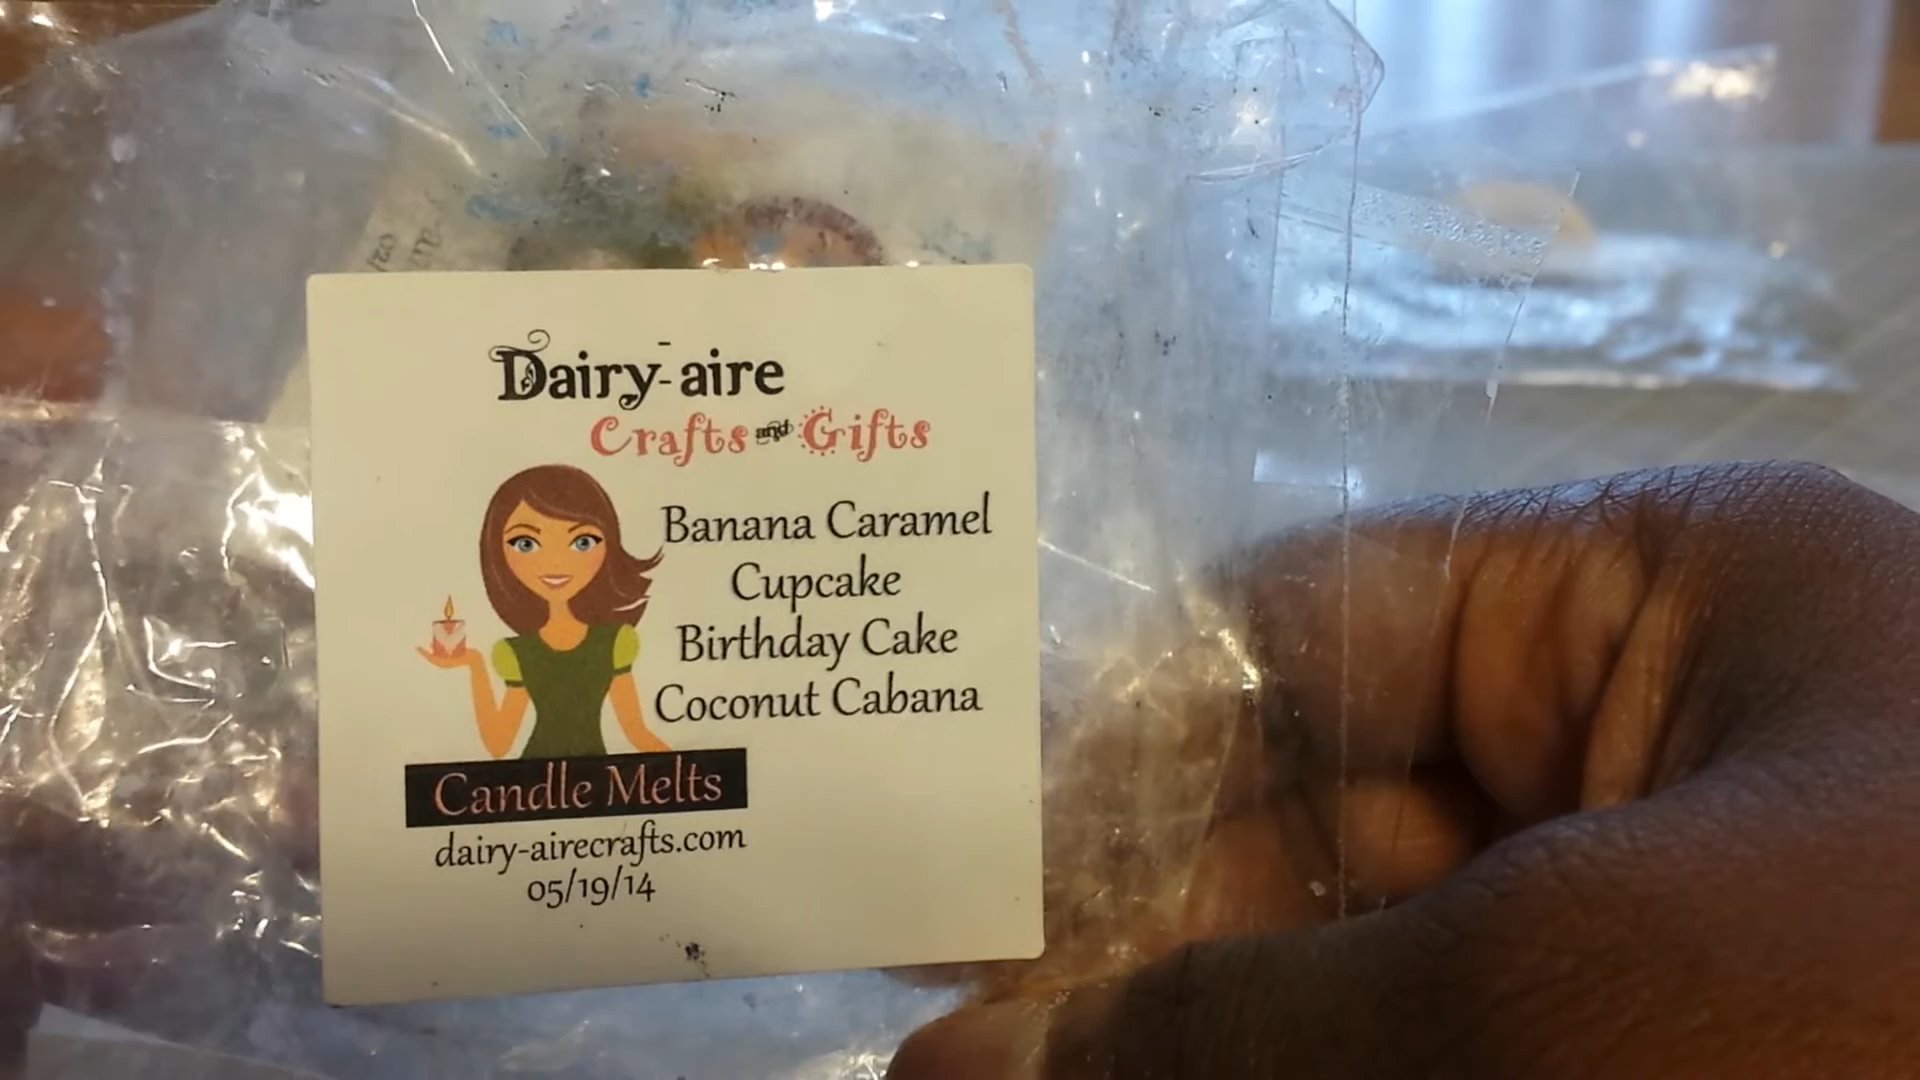 Dairy-aire
Crafts and Gifts
Banana Caramel
Cupcake
Birthday Cake
Coconut Cabana
Candle Melts
dairy-airecrafts.com
05/19/14
02/